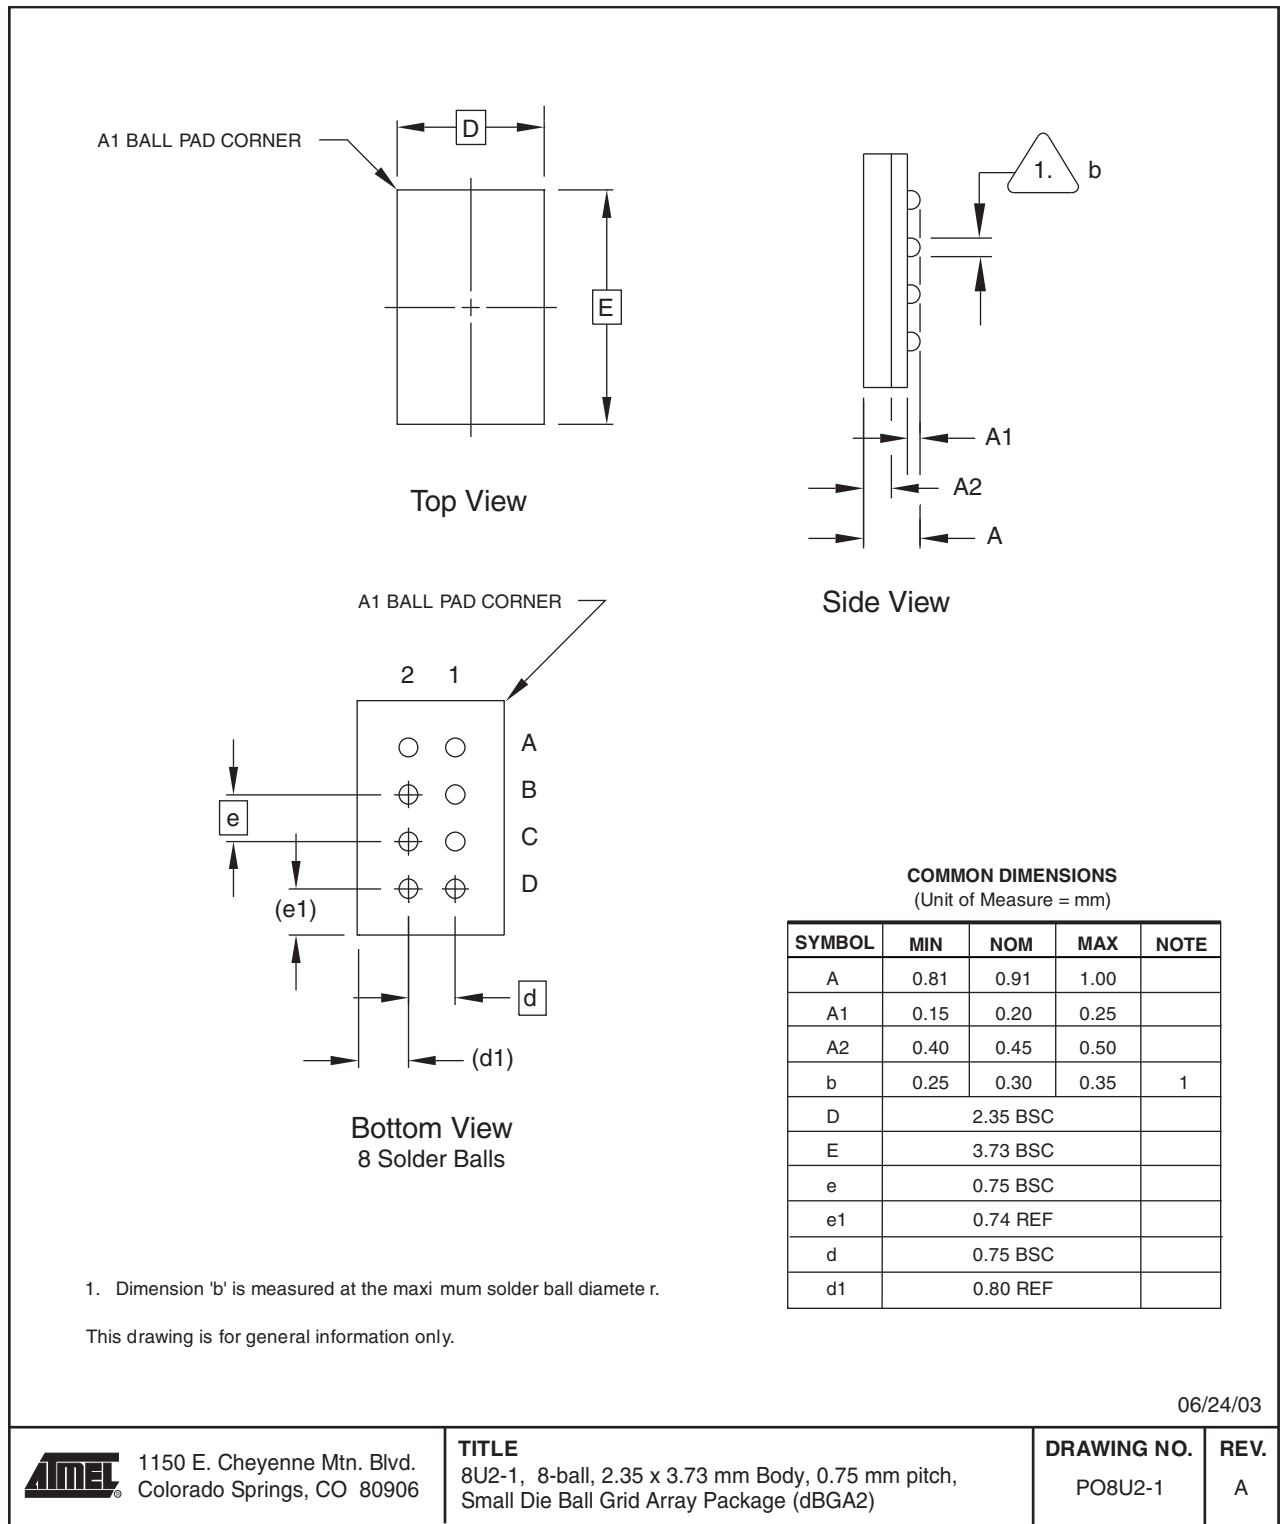 A1 BALL PAD CORNER
D
E
Top View
1. b
A1
A2
A
Side View
A1 BALL PAD CORNER
2 1
A
B
C
D
e
(e1)
d
(d1)
Bottom View
8 Solder Balls
COMMON DIMENSIONS
(Unit of Measure = mm)
SYMBOL MIN NOM MAX NOTE
A 0.81 0.91 1.00
A1 0.15 0.20 0.25
A2 0.40 0.45 0.50
b 0.25 0.30 0.35 1
D 2.35 BSC
E 3.73 BSC
e 0.75 BSC
e1 0.74 REF
d 0.75 BSC
d1 0.80 REF
1. Dimension 'b' is measured at the maxi mum solder ball diamete r.
This drawing is for general information only.
06/24/03
ATMEL ®
1150 E. Cheyenne Mtn. Blvd.
Colorado Springs, CO 80906
TITLE
8U2-1, 8-ball, 2.35 x 3.73 mm Body, 0.75 mm pitch,
Small Die Ball Grid Array Package (dBGA2)
DRAWING NO.
PO8U2-1
REV.
A